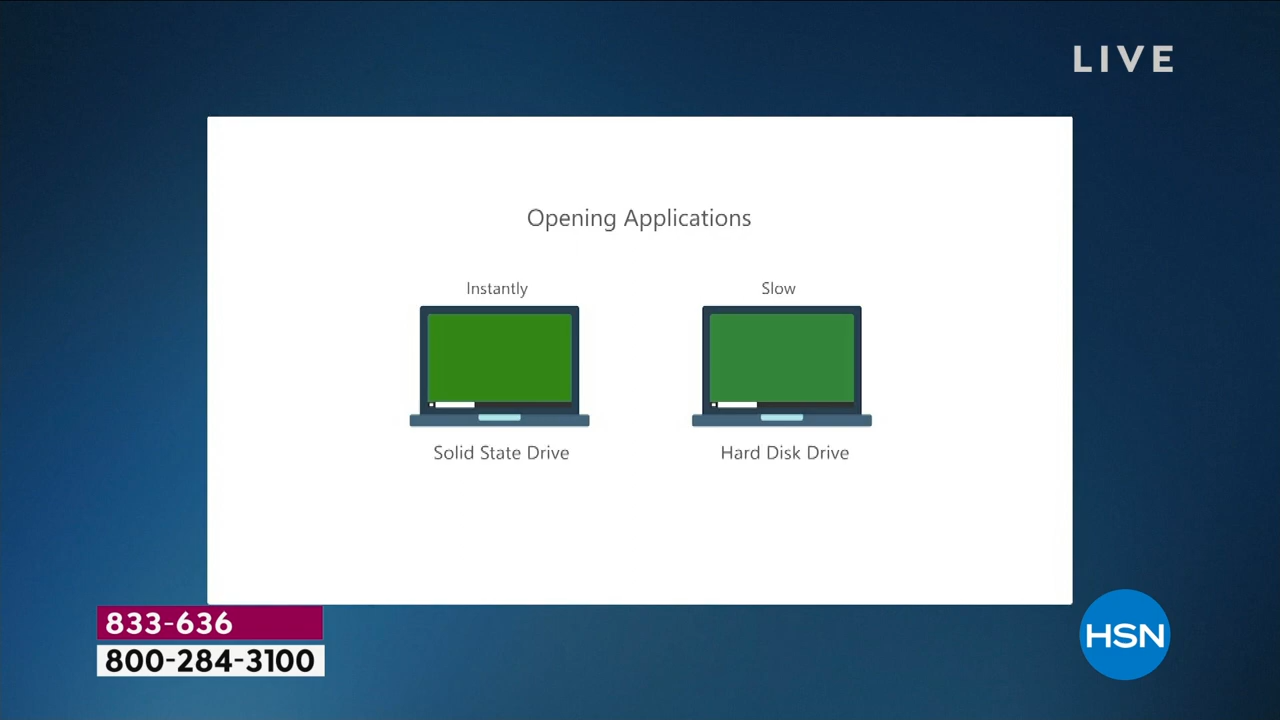 LIVE
Opening Applications
Instantly
Slow
Solid State Drive
Hard Disk Drive
833-636
800-284-3100
HSN